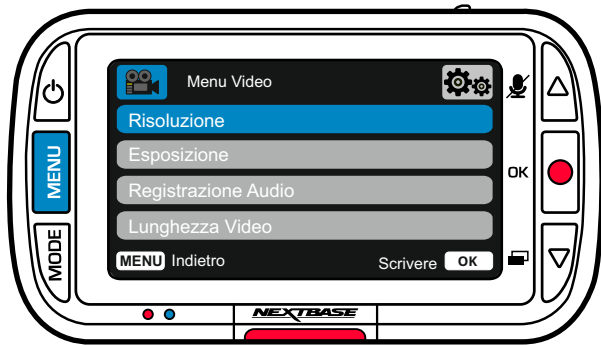 Menu Video
Risoluzione
MENU
Esposizione
OK
Registrazione Audio
Lunghezza Video
MODE
MENU Indietro
Scrivere OK
NEXTBASE